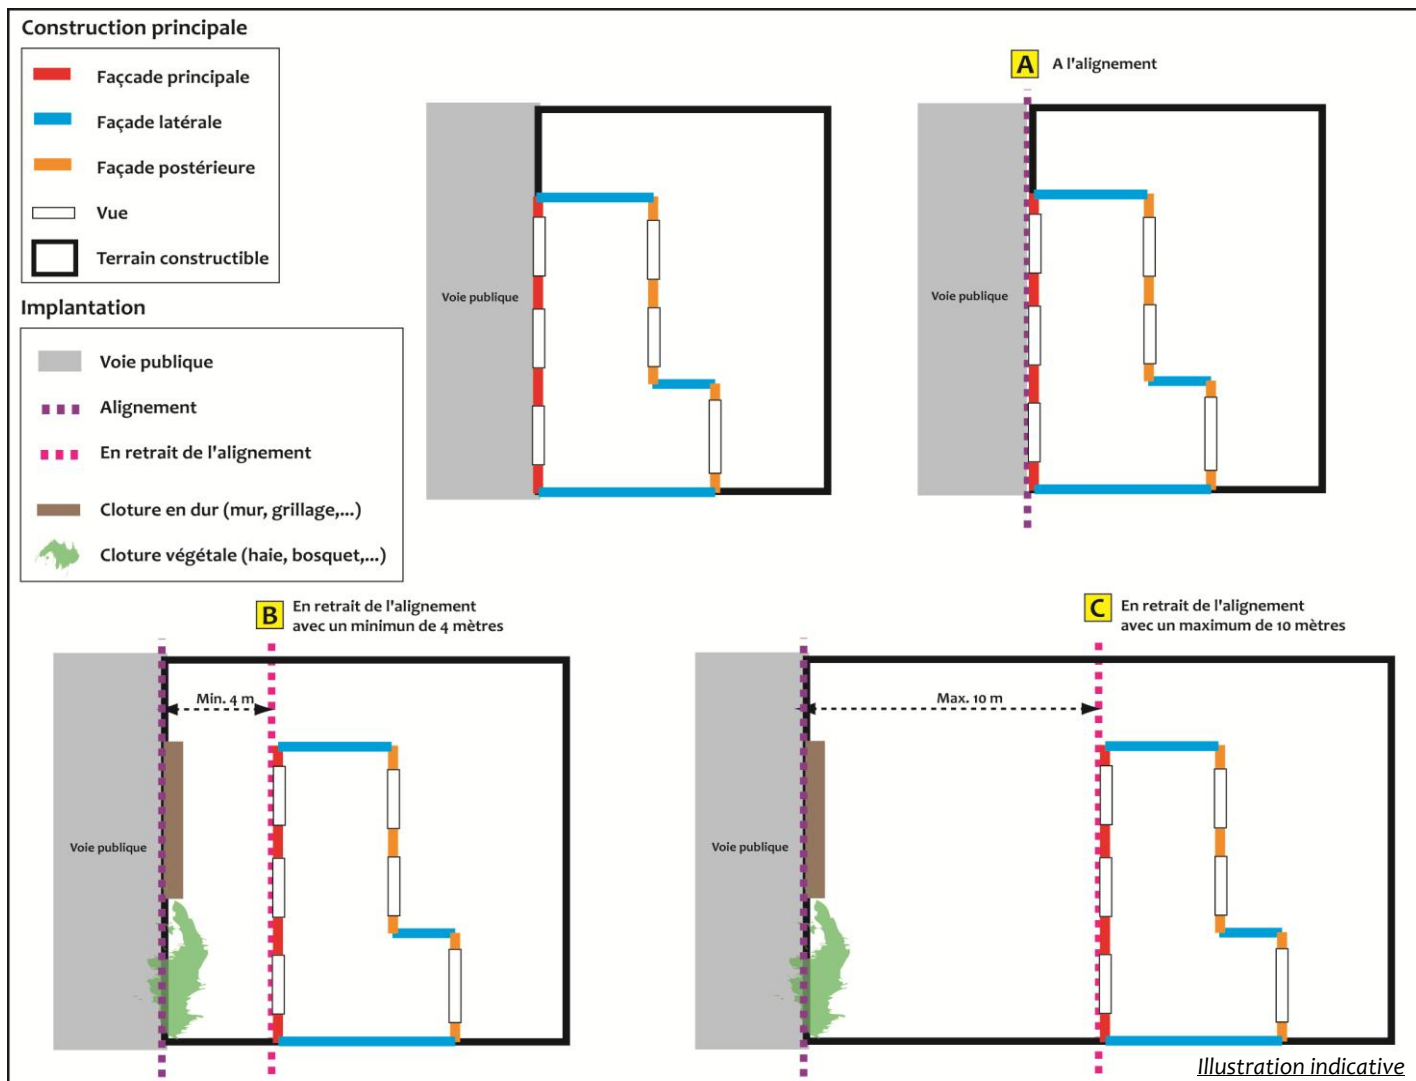 Construction principale
Faççade principale
Façade latérale
Façade postérieure
Vue
Terrain constructible
Implantation
Voie publique
Alignement
En retrait de l'alignement
Cloture en dur (mur, grillage,...)
Cloture végétale (haie, bosquet,...)
Voie publique
A
A l'alignement
Voie publique
B
En retrait de l'alignement
avec un minimun de 4 mètres
Min. 4 m
Voie publique
C
En retrait de l'alignement
avec un maximum de 10 mètres
Max. 10 m
Voie publique
Illustration indicative